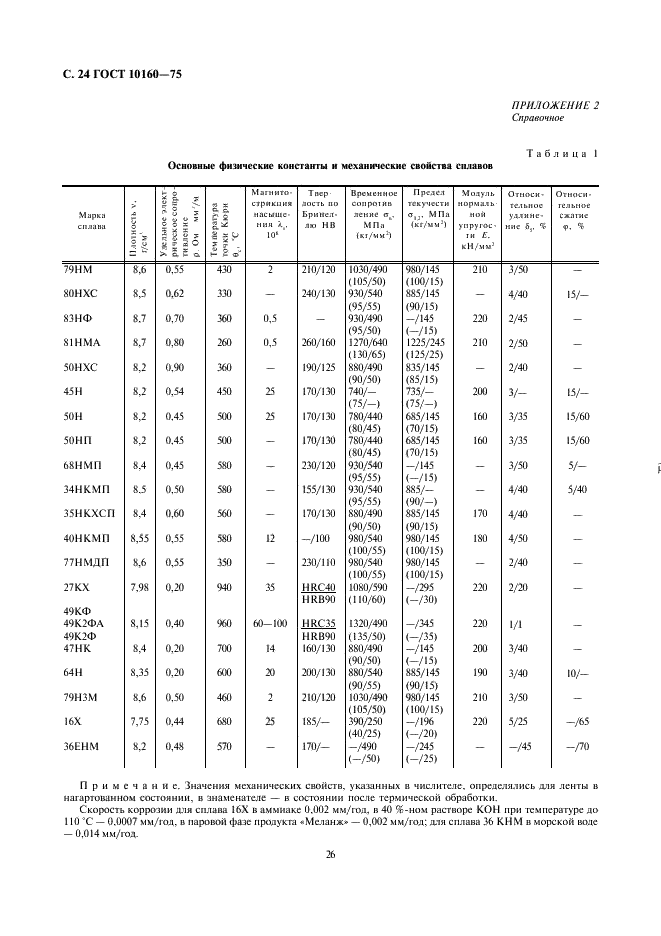 С. 24 ГОСТ 10160—75
ПРИЛОЖЕНИЕ 2
Справочное
Таблица 1
Основные физические константы и механические свойства сплавов
Марка сплава | Плотность γ, г/см³ | Удельное электрическое сопротивление ρ, Ом · мм²/м | Температура точки Кюри θc, °С | Магнитострикция насыщения λs, 10⁶ | Твердость по Бринеллю НВ | Временное сопротивление σв, МПа (кг/мм²) | Предел текучести σ0,2, МПа (кг/мм²) | Модуль нормальной упругости E, кН/мм² | Относительное удлинение δ5, % | Относительное сжатие φ, %
79НМ 8,6 0,55 430 2 210/120 1030/490 980/145 210 3/50 —
(105/50) (100/15)
80НХС 8,5 0,62 330 — 240/130 930/540 885/145 — 4/40 15/—
(95/55) (90/15)
83НФ 8,7 0,70 360 0,5 — 930/490 —/145 220 2/45 —
(95/50) (—/15)
81НМА 8,7 0,80 260 0,5 260/160 1270/640 1225/245 210 2/50 —
(130/65) (125/25)
50НХС 8,2 0,90 360 — 190/125 880/490 835/145 — 2/40 —
(90/50) (85/15)
45Н 8,2 0,54 450 25 170/130 740/— 735/— 200 3/— 15/—
(75/—) (75/—)
50Н 8,2 0,45 500 25 170/130 780/440 685/145 160 3/35 15/60
(80/45) (70/15)
50НП 8,2 0,45 500 — 170/130 780/440 685/145 160 3/35 15/60
(80/45) (70/15)
68НМП 8,4 0,45 580 — 230/120 930/540 —/145 — 3/50 5/—
(95/55) (—/15)
34НКМП 8,5 0,50 580 — 155/130 930/540 885/— — 4/40 5/40
(95/55) (90/—)
35НКХСП 8,4 0,60 560 — 170/130 880/490 885/145 170 4/40 —
(90/50) (90/15)
40НКМП 8,55 0,55 580 12 —/100 980/540 980/145 180 4/50 —
(100/55) (100/15)
77НМДП 8,6 0,55 350 — 230/110 980/540 980/145 — 2/40 —
(100/55) (100/15)
27КХ 7,98 0,20 940 35 HRC40 1080/590 —/295 220 2/20 —
HRB90 (110/60) (—/30)
49КФ
49К2ФА 8,15 0,40 960 60—100 HRC35 1320/490 —/345 220 1/1 —
49К2Ф HRB90 (135/50) (—/35)
47НК 8,4 0,20 700 14 160/130 880/490 —/145 200 3/40 —
(90/50) (—/15)
64Н 8,35 0,20 600 20 200/130 880/540 885/145 190 3/40 10/—
(90/55) (90/15)
79Н3М 8,6 0,50 460 2 210/120 1030/490 980/145 210 3/50 —
(105/50) (100/15)
16Х 7,75 0,44 680 25 185/— 390/250 —/196 220 5/25 —/65
(40/25) (—/20)
36ЕНМ 8,2 0,48 570 — 170/— —/490 —/245 — —/45 —/70
(—/50) (—/25)
Примечание. Значения механических свойств, указанных в числителе, определялись для ленты в
нагартованном состоянии, в знаменателе — в состоянии после термической обработки.
Скорость коррозии для сплава 16Х в аммиаке 0,002 мм/год, в 40 %-ном растворе КОН при температуре до
110 °С — 0,0007 мм/год, в паровой фазе продукта «Меланж» — 0,002 мм/год; для сплава 36 КНМ в морской воде
— 0,014 мм/год.
26